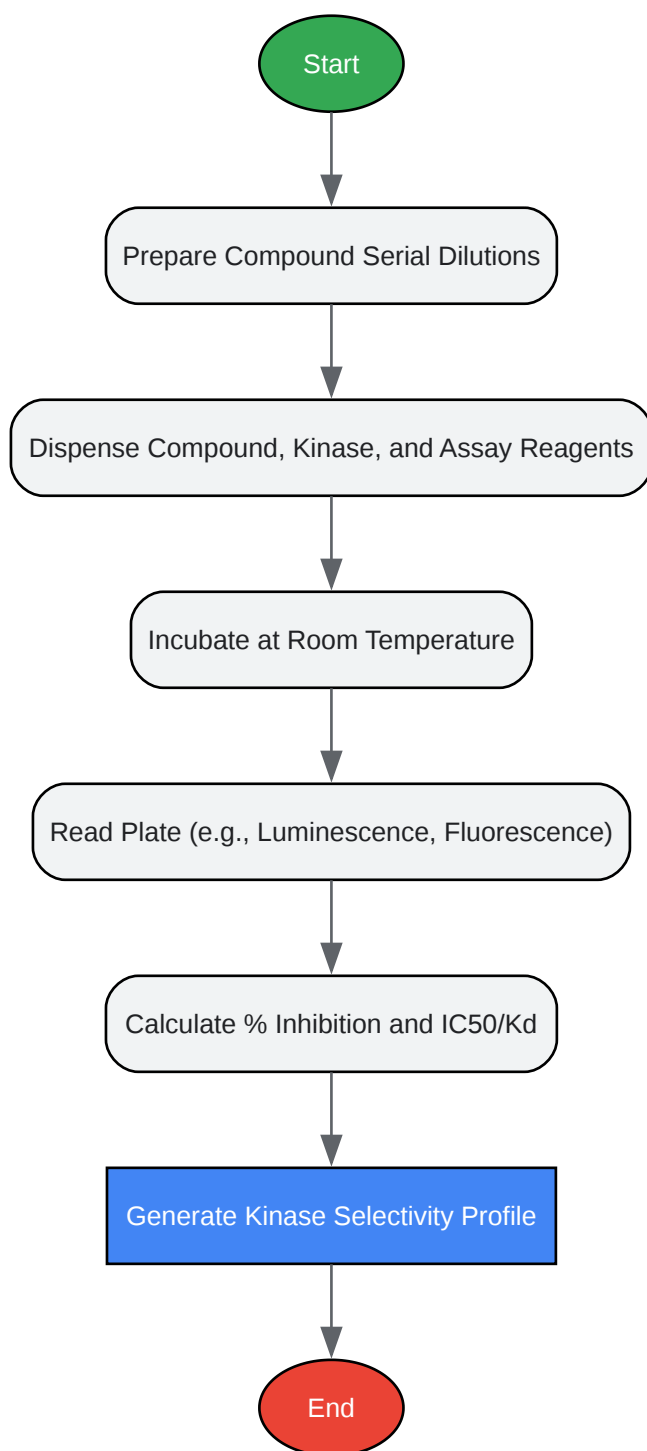 Start
Prepare Compound Serial Dilutions
Dispense Compound, Kinase, and Assay Reagents
Incubate at Room Temperature
Read Plate (e.g., Luminescence, Fluorescence)
Calculate % Inhibition and IC50/Kd
Generate Kinase Selectivity Profile
End